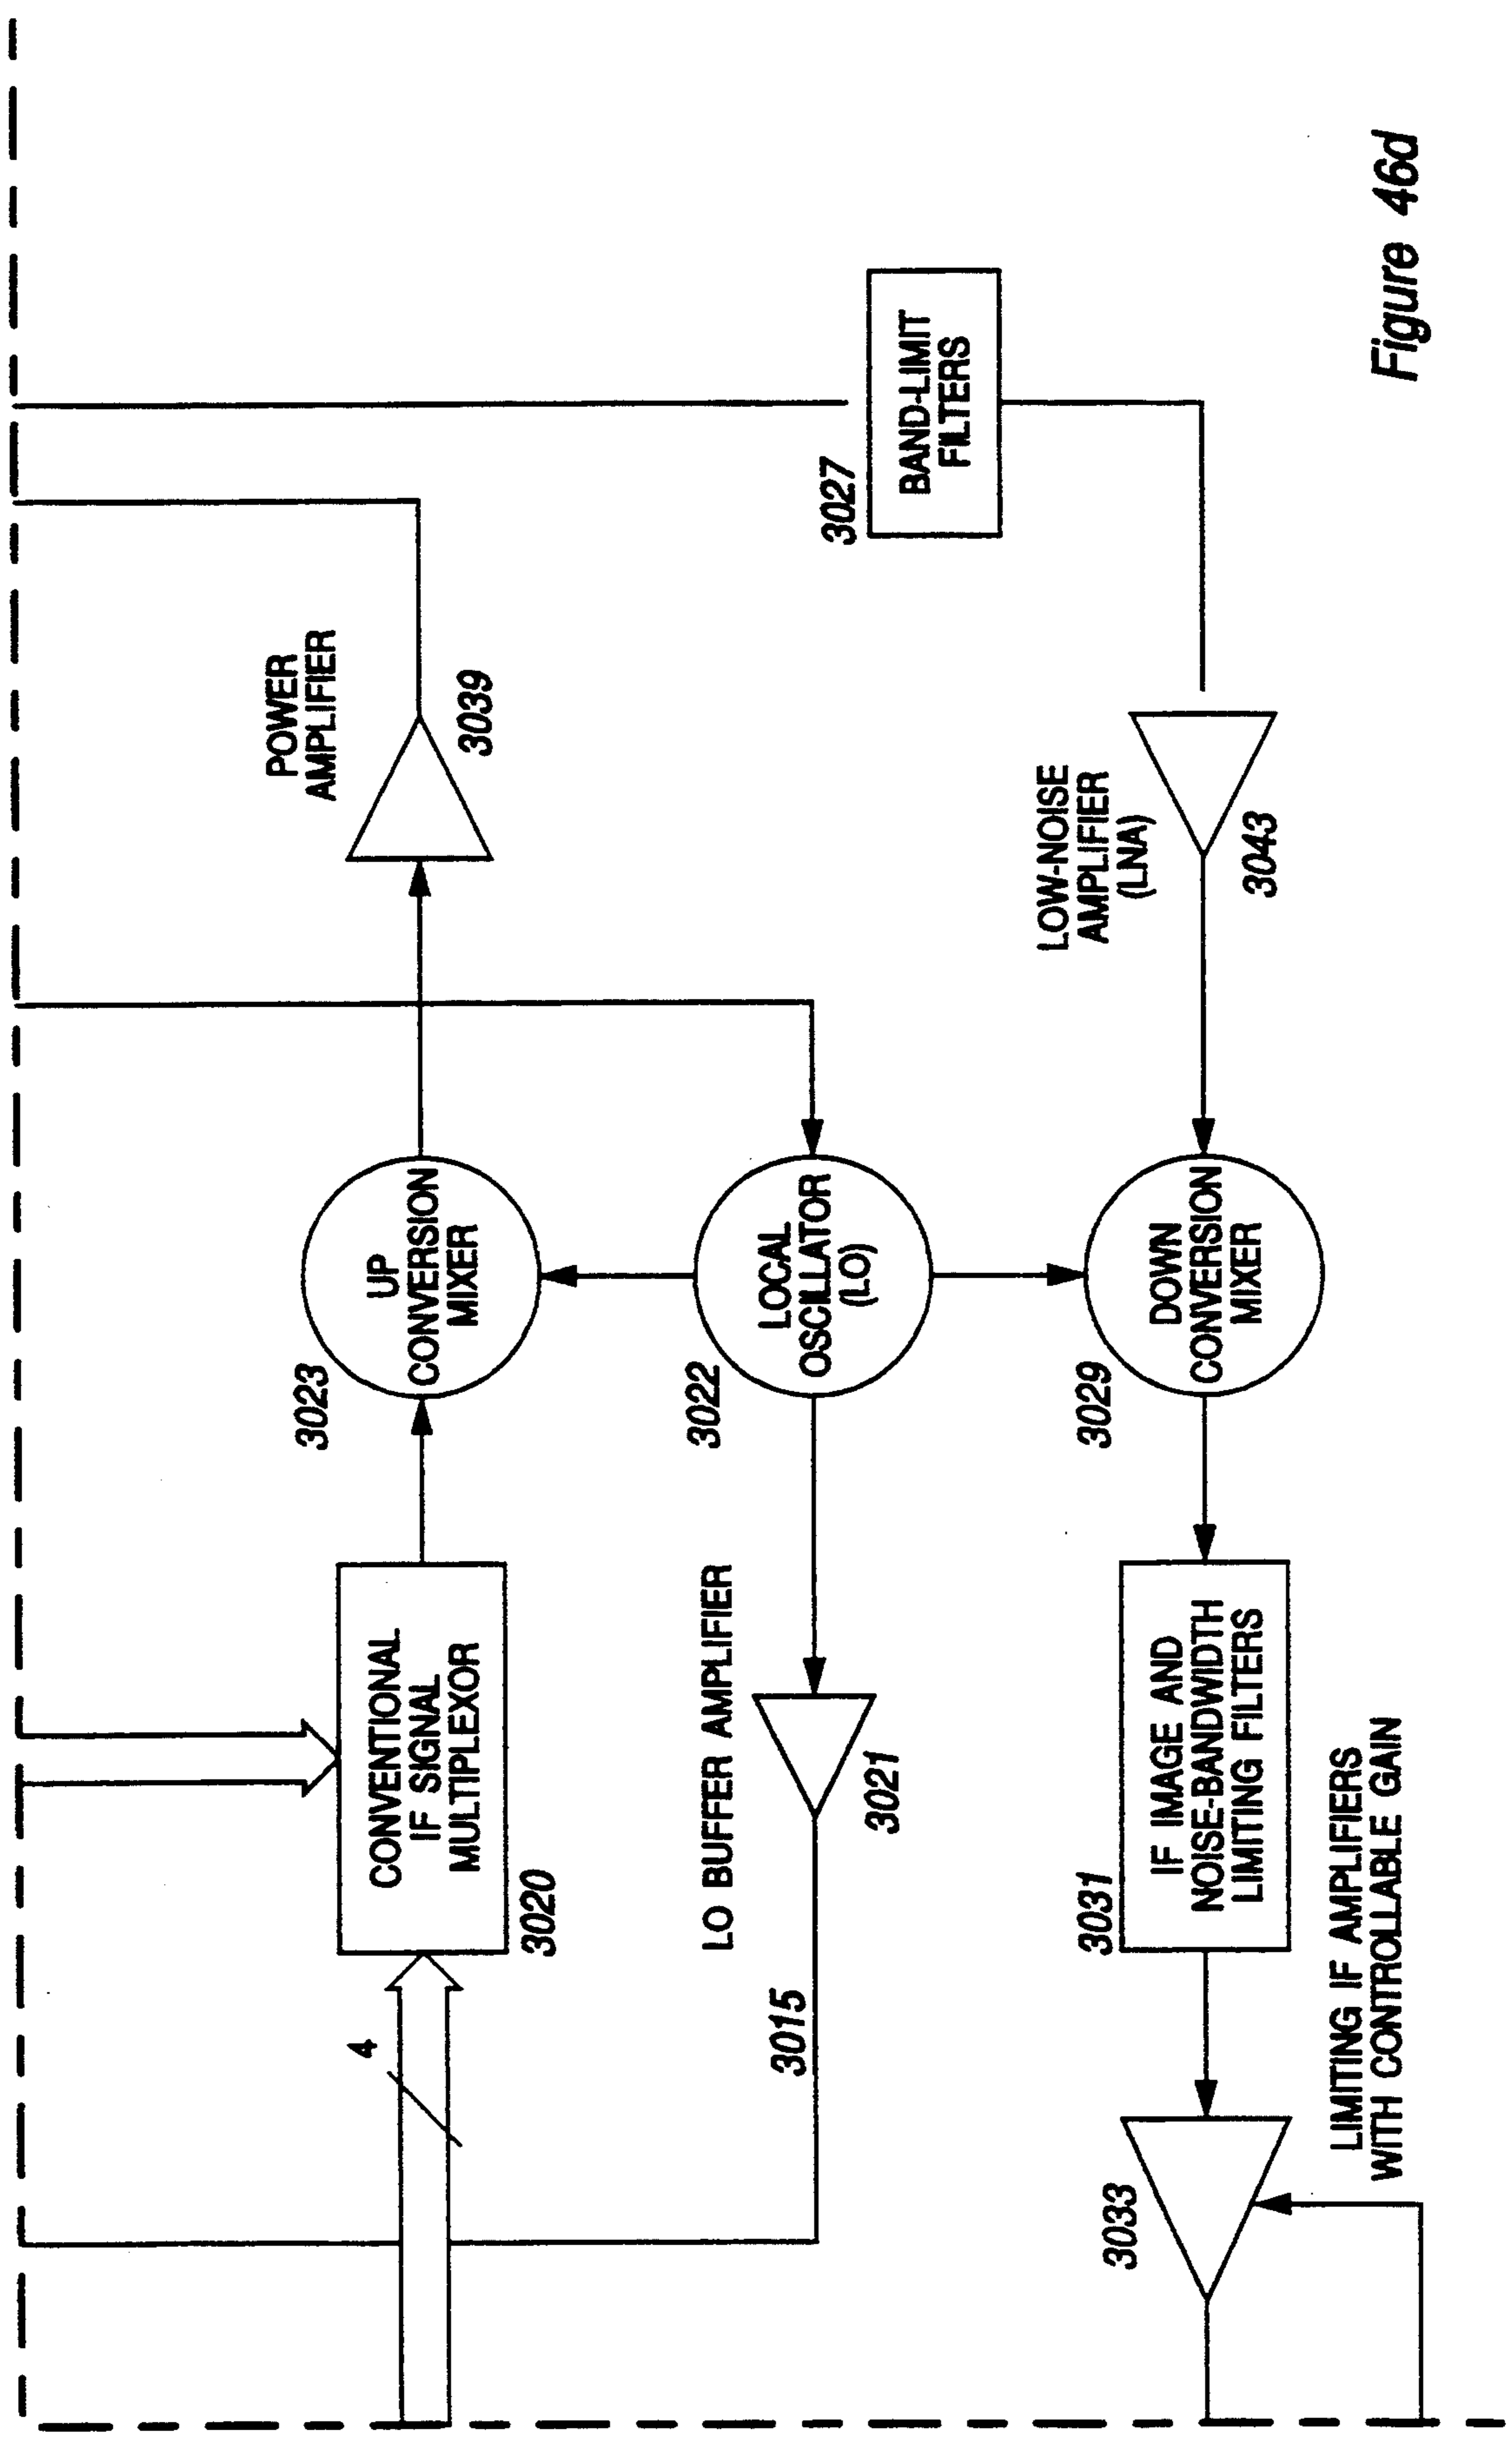 POWER
AMPLIFIER
3039
3023
UP
CONVERSION
MIXER
CONVENTIONAL
IF SIGNAL
MULTIPLEXOR
3020
4
3027
BAND-LIMIT
FILTERS
3022
LOCAL
OSCILLATOR
(LO)
LO BUFFER AMPLIFIER
3021
3015
LOW-NOISE
AMPLIFIER
(LNA)
3043
3029
DOWN
CONVERSION
MIXER
3031
IF IMAGE AND
NOISE-BANDWIDTH
LIMITING FILTERS
3033
LIMITING IF AMPLIFIERS
WITH CONTROLLABLE GAIN
Figure 46d